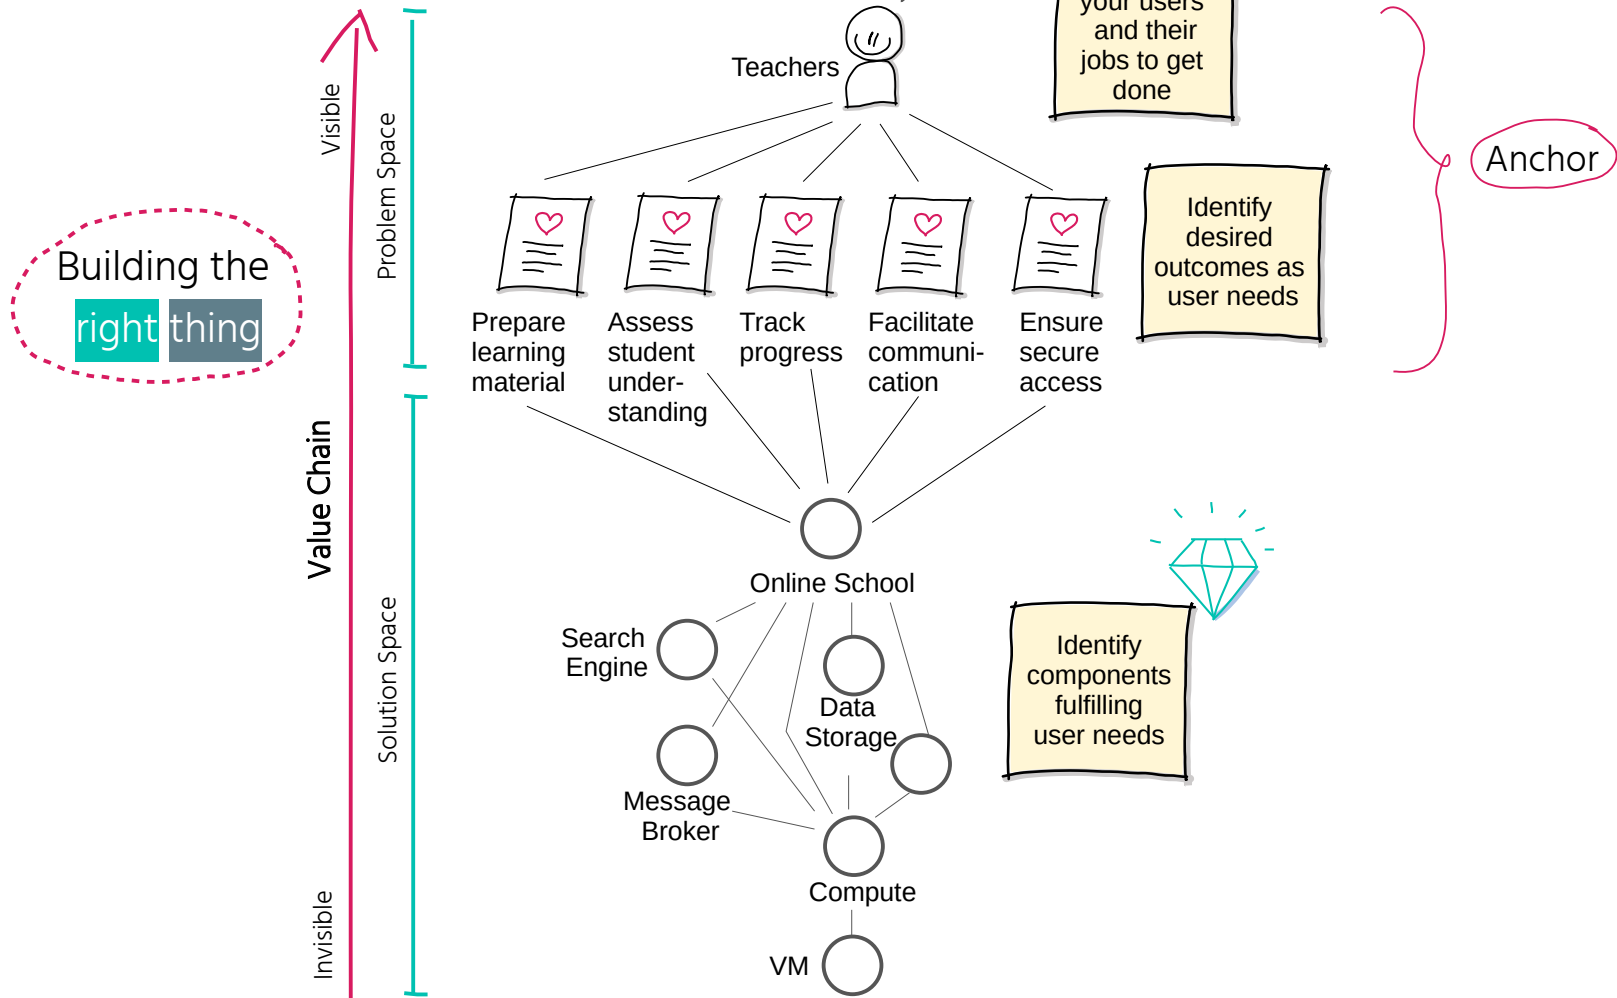 your users
and their
jobs to get
done
Teachers
Visible
Problem Space
Anchor
Identify
desired
outcomes as
user needs
Building the
right thing
Prepare
learning
material
Assess
student
under-
standing
Track
progress
Facilitate
communi-
cation
Ensure
secure
access
Value Chain
Online School
Solution Space
Search
Engine
Identify
components
fulfilling
user needs
Data
Storage
Message
Broker
Compute
Invisible
VM